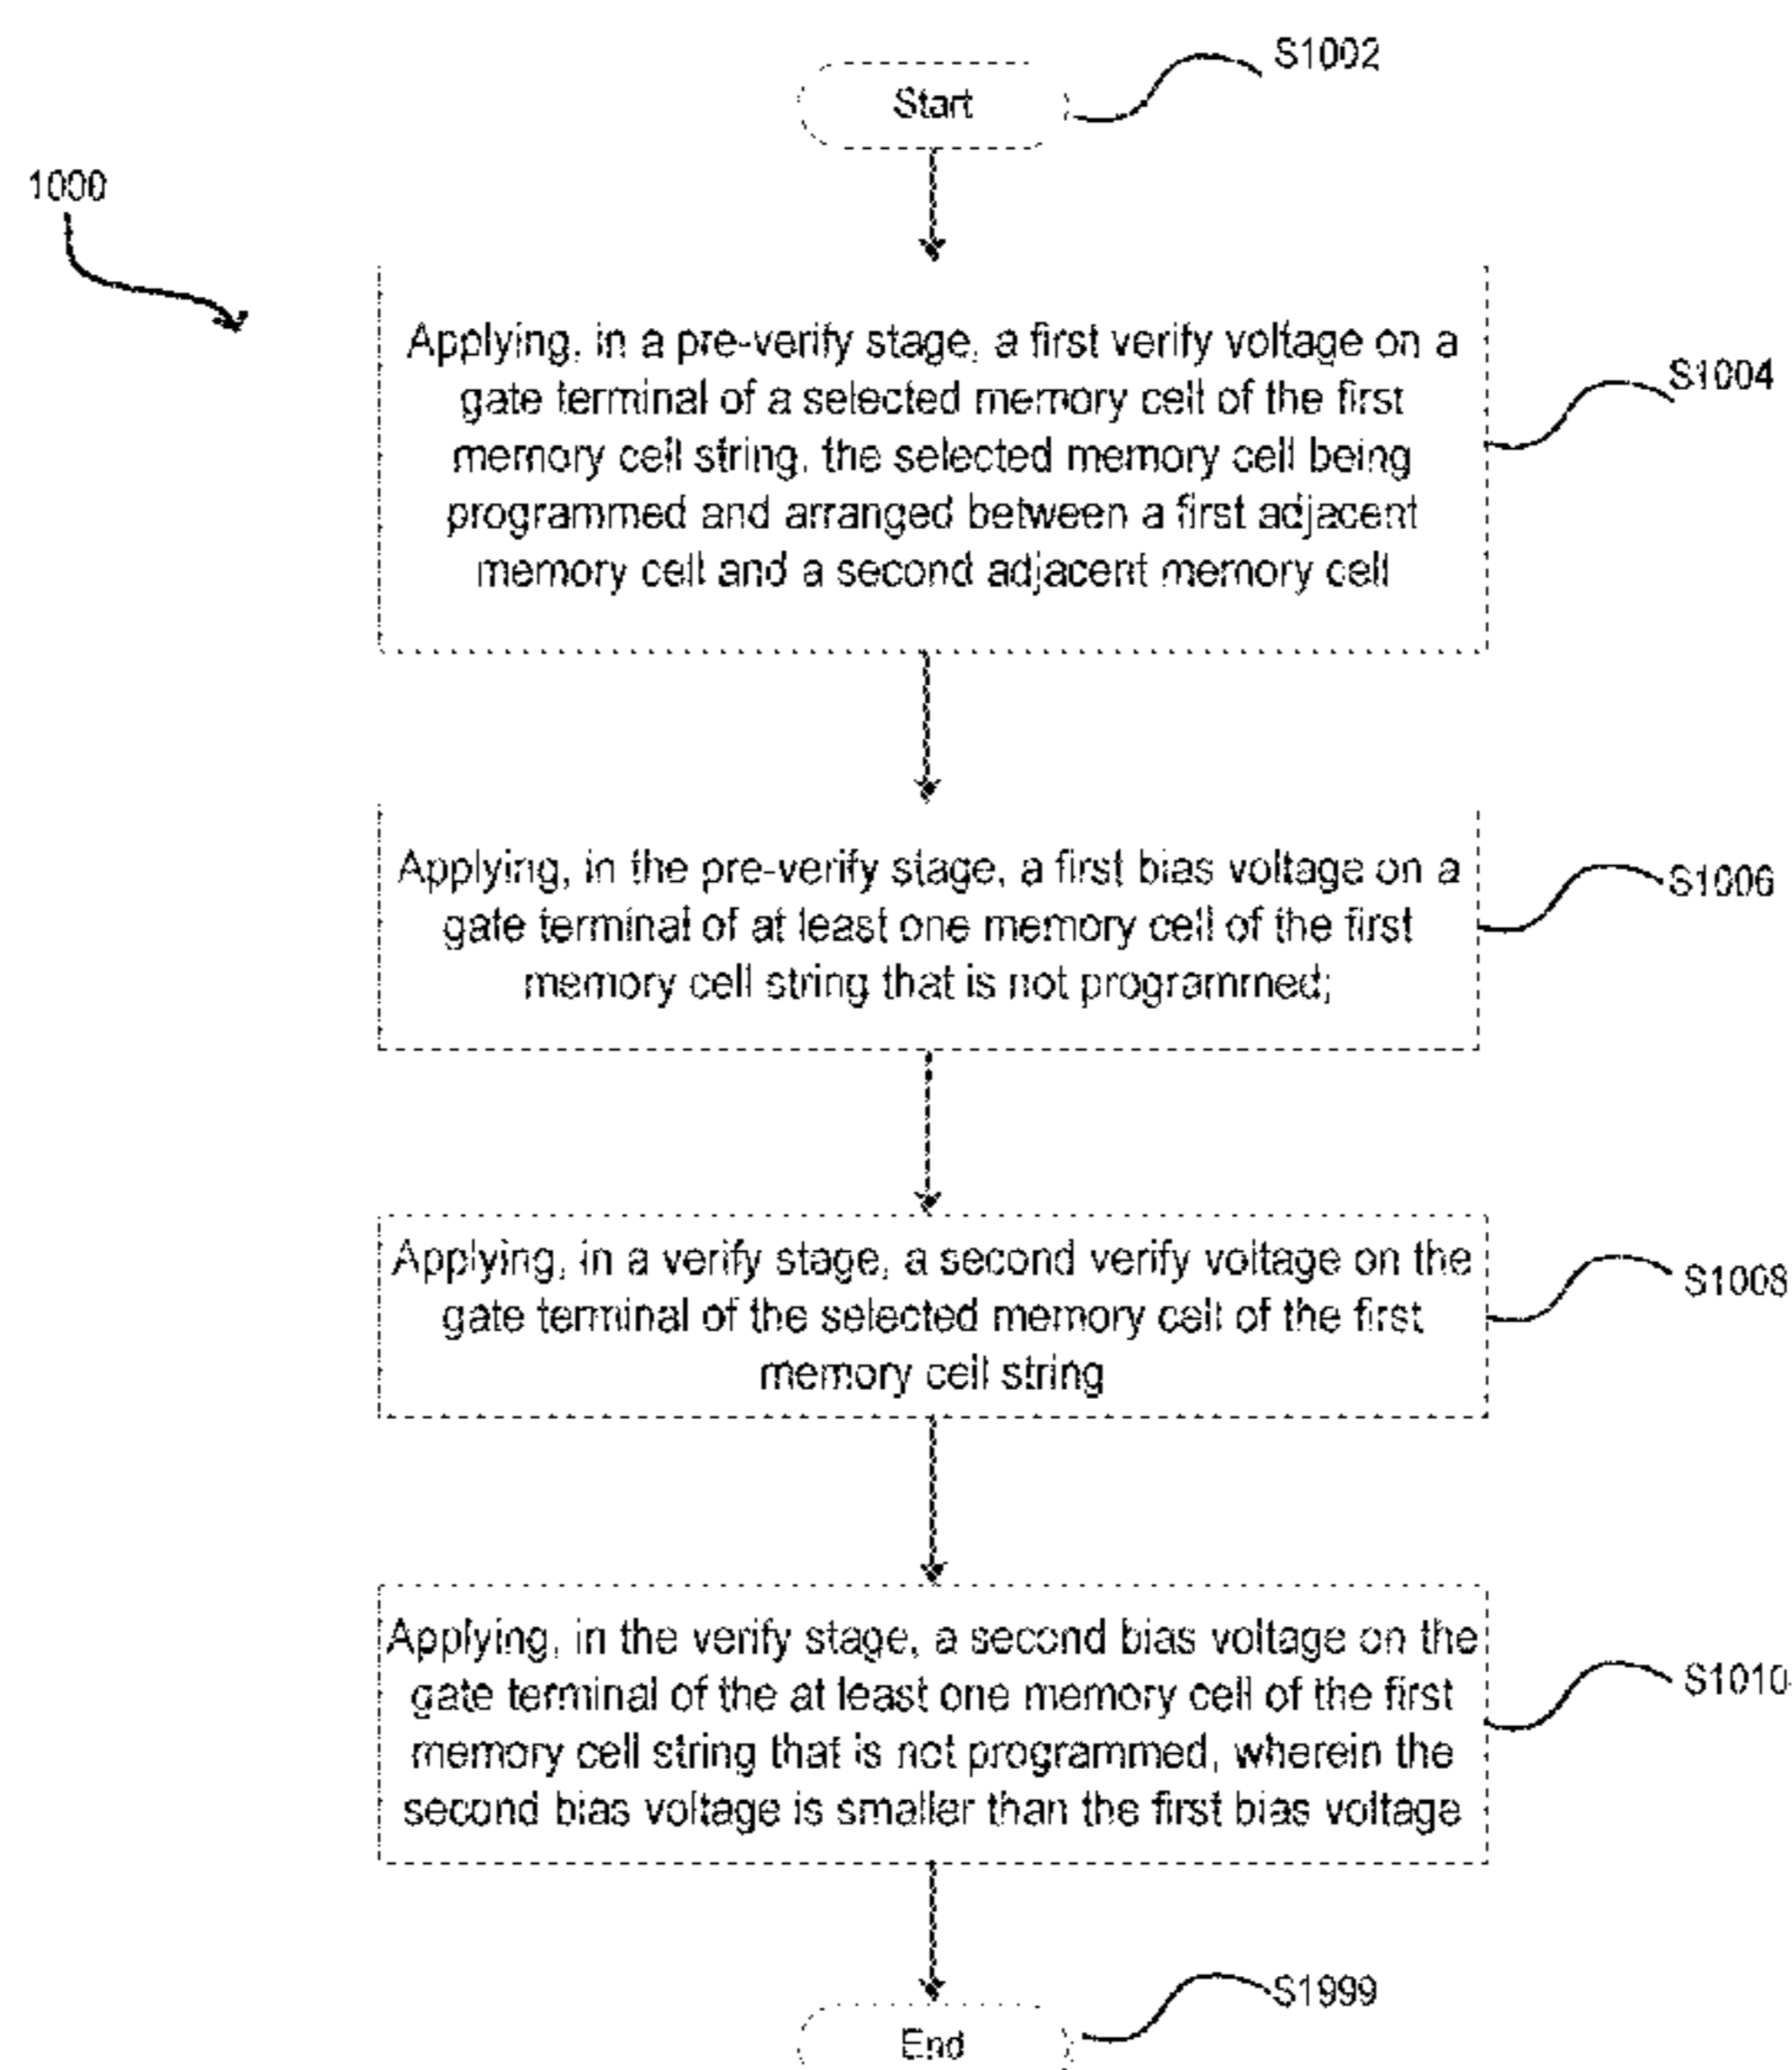 S1002
Start
1000
Applying, in a pre-verify stage, a first verify voltage on a
gate terminal of a selected memory cell of the first
memory cell string, the selected memory cell being
programmed and arranged between a first adjacent
memory cell and a second adjacent memory cell
S1004
Applying, in the pre-verify stage, a first bias voltage on a
gate terminal of at least one memory cell of the first
memory cell string that is not programmed;
S1006
Applying, in a verify stage, a second verify voltage on the
gate terminal of the selected memory cell of the first
memory cell string
S1008
Applying, in the verify stage, a second bias voltage on the
gate terminal of the at least one memory cell of the first
memory cell string that is not programmed, wherein the
second bias voltage is smaller than the first bias voltage
S1010
S1999
End